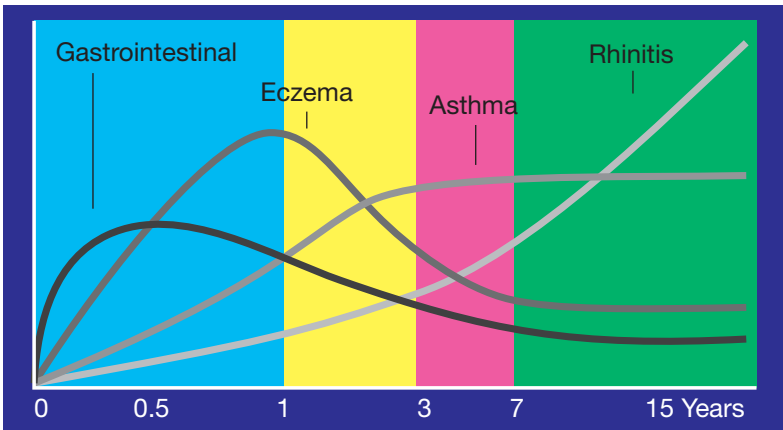 Gastrointestinal
Rhinitis
Eczema
Asthma
0 0.5 1 3 7 15 Years